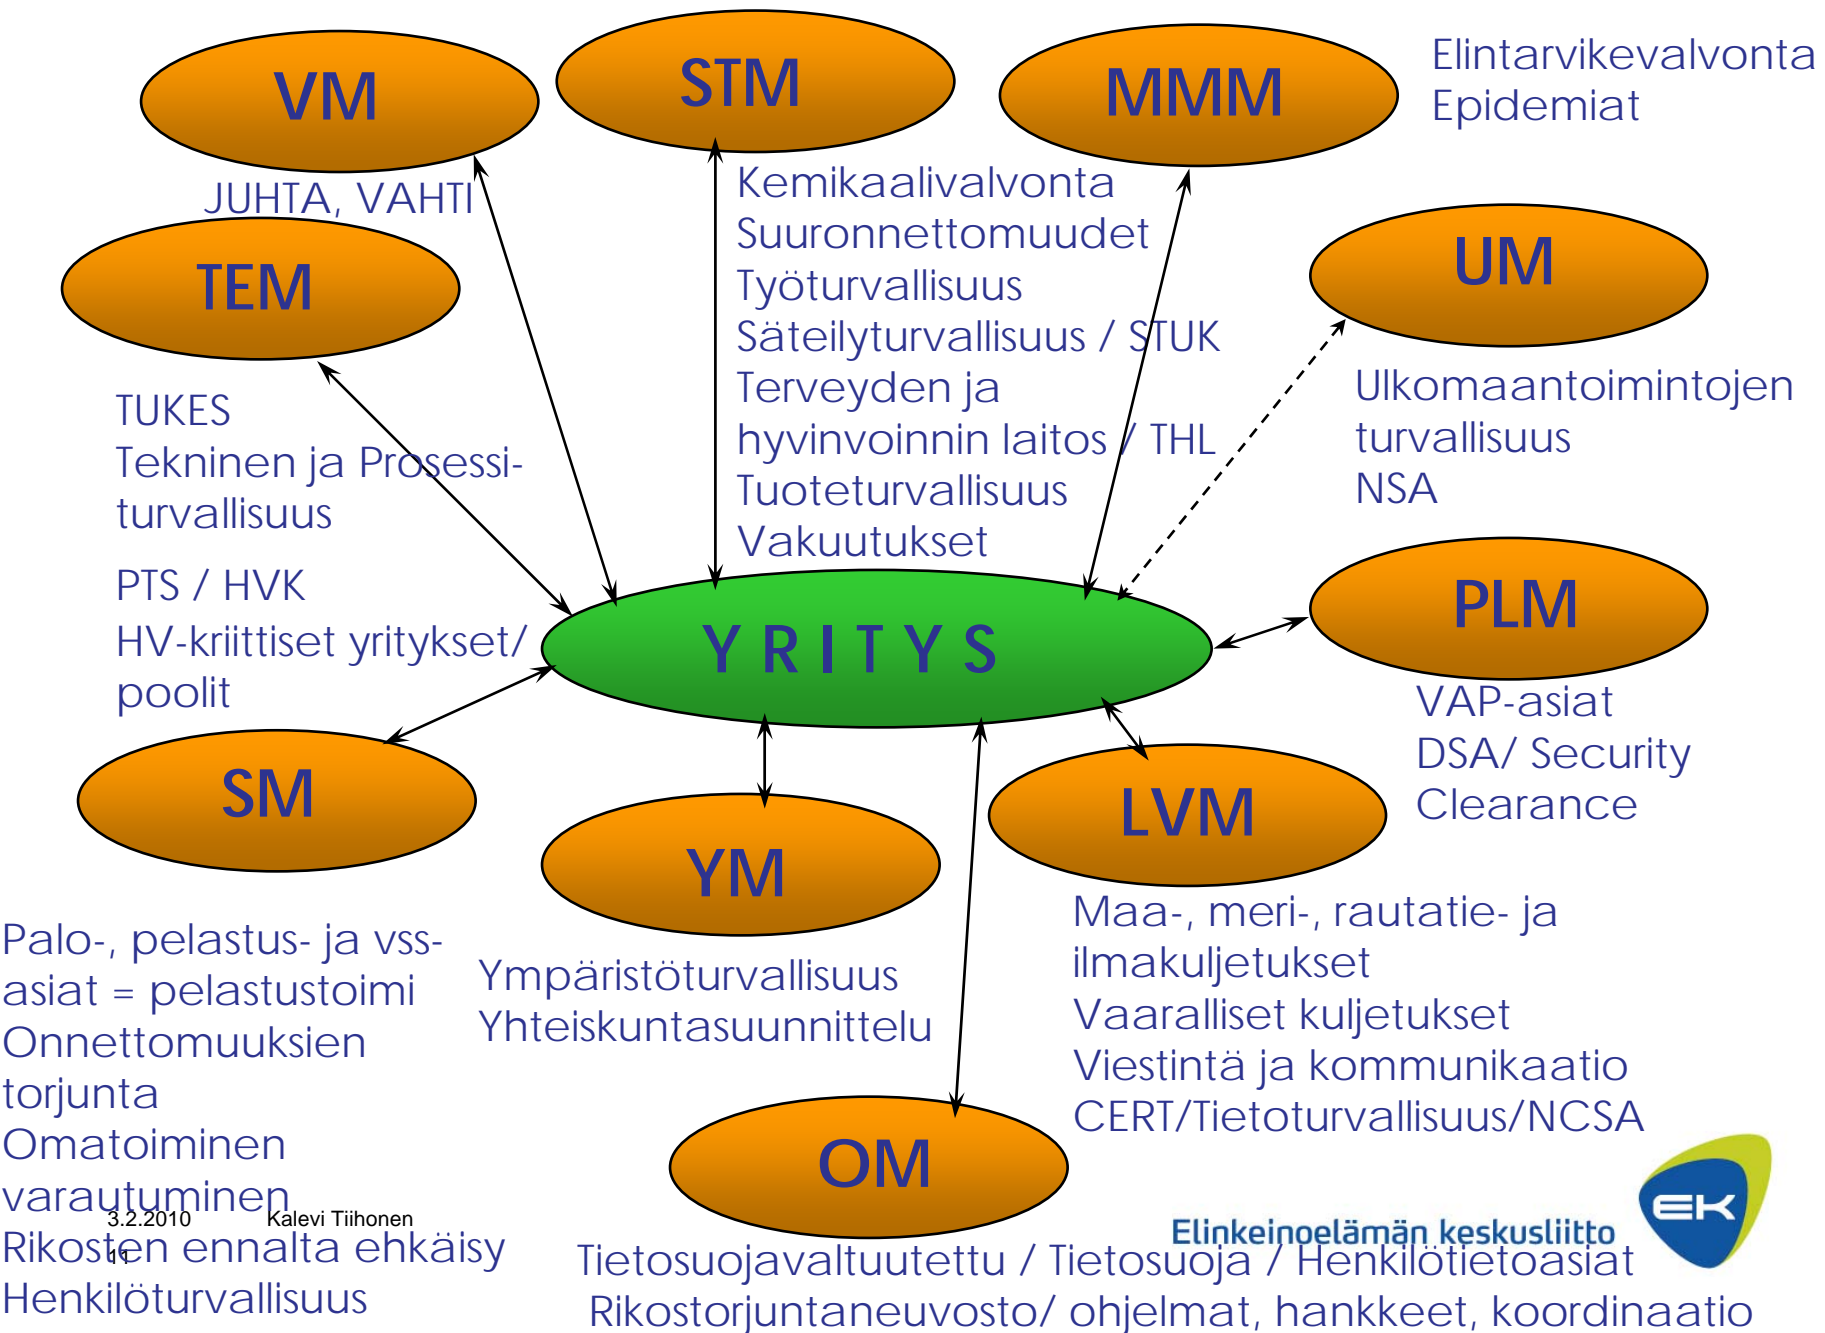 VM
STM
MMM
Elintarvikevalvonta
Epidemiat
JUHTA, VAHTI
Kemikaalivalvonta
Suuronnettomuudet
Työturvallisuus
Säteilyturvallisuus / STUK
Terveyden ja
hyvinvoinnin laitos / THL
Tuoteturvallisuus
Vakuutukset
TEM
UM
TUKES
Tekninen ja Prosessi-
turvallisuus
PTS / HVK
HV-kriittiset yritykset/
poolit
Ulkomaantoimintojen
turvallisuus
NSA
YRITYS
PLM
VAP-asiat
DSA/ Security
Clearance
SM
YM
LVM
Palo-, pelastus- ja vss-
asiat = pelastustoimi
Onnettomuuksien
torjunta
Omatoiminen
varautuminen
Rikosten ennalta ehkäisy
Henkilöturvallisuus
Ympäristöturvallisuus
Yhteiskuntasuunnittelu
Maa-, meri-, rautatie- ja
ilmakuljetukset
Vaaralliset kuljetukset
Viestintä ja kommunikaatio
CERT/Tietoturvallisuus/NCSA
OM
Tietosuojavaltuutettu / Tietosuoja / Henkilötietoasiat
Rikostorjuntaneuvosto/ ohjelmat, hankkeet, koordinaatio
3.2.2010 Kalevi Tiihonen
11
Elinkeinoelämän keskusliitto
EK